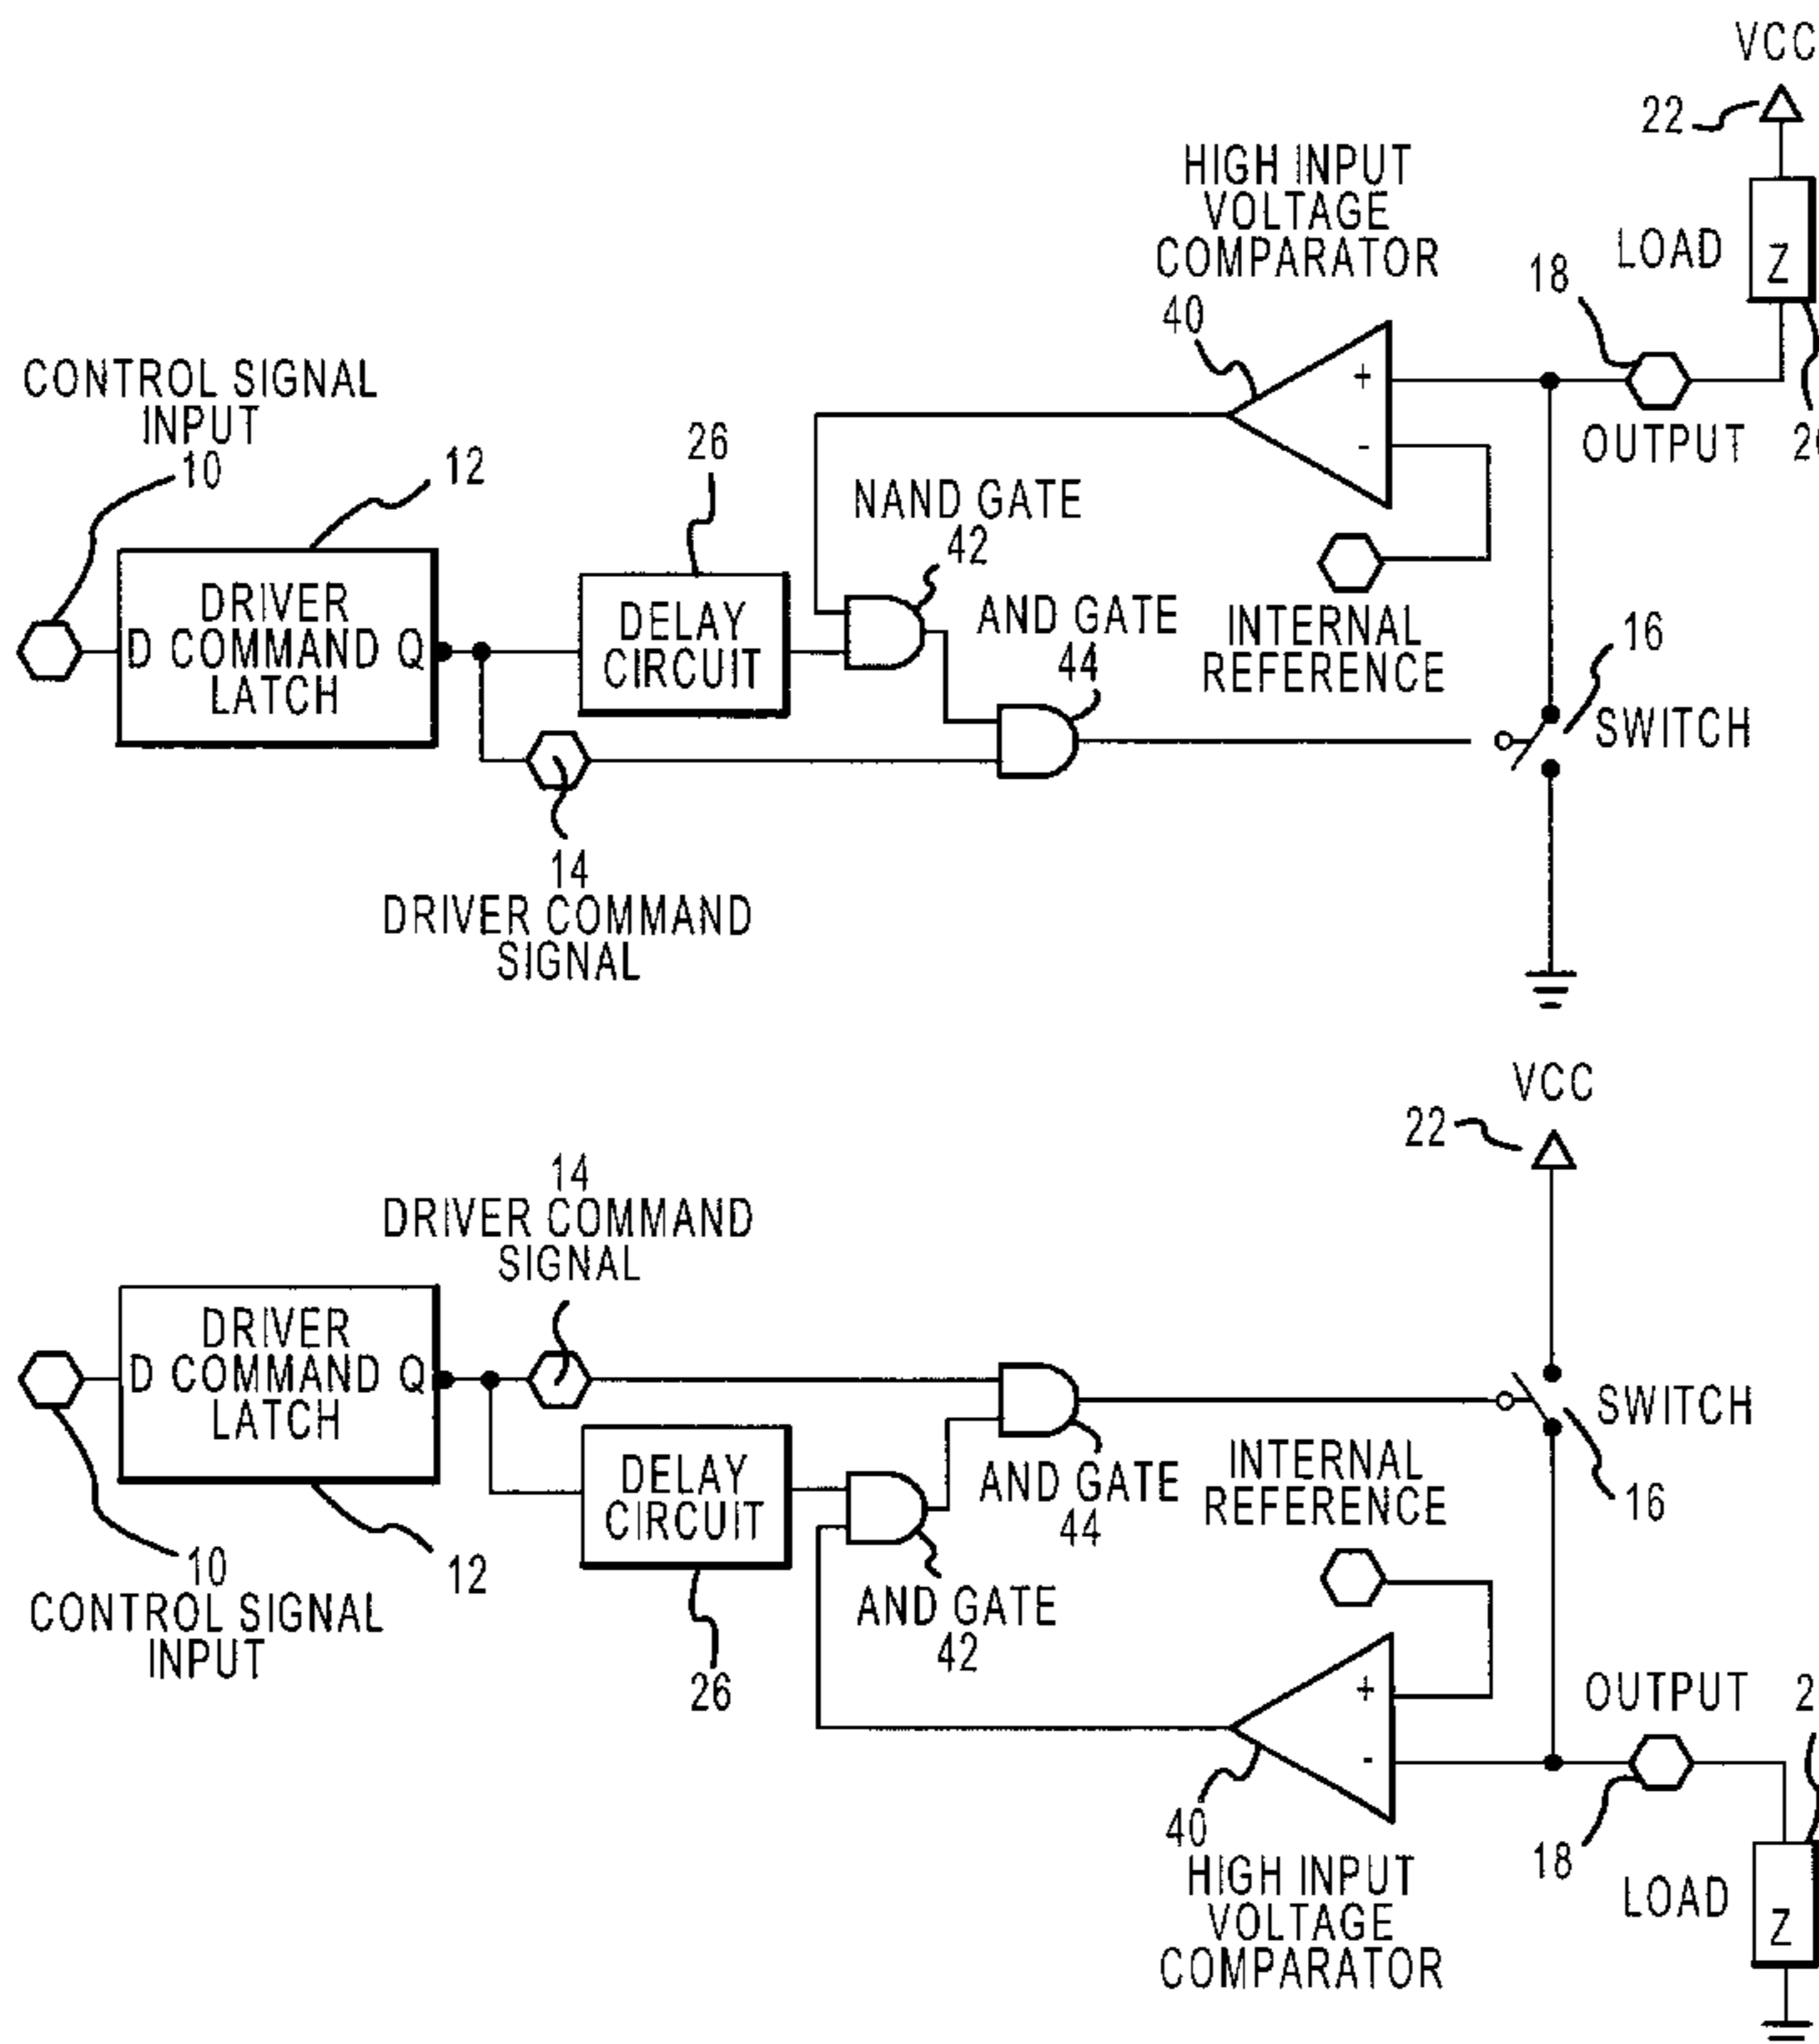 VCC
22
HIGH INPUT
VOLTAGE
COMPARATOR
40
18
LOAD
Z
+
-
OUTPUT
CONTROL SIGNAL
INPUT
10
12
26
NAND GATE
42
DRIVER
D COMMAND Q
LATCH
DELAY
CIRCUIT
AND GATE
44
INTERNAL
REFERENCE
16
SWITCH
14
DRIVER COMMAND
SIGNAL
VCC
22
14
DRIVER COMMAND
SIGNAL
DRIVER
D COMMAND Q
LATCH
SWITCH
16
DELAY
CIRCUIT
AND GATE
44
INTERNAL
REFERENCE
10
CONTROL SIGNAL
INPUT
12
AND GATE
42
26
+
-
OUTPUT
40
HIGH INPUT
VOLTAGE
COMPARATOR
18
LOAD
Z